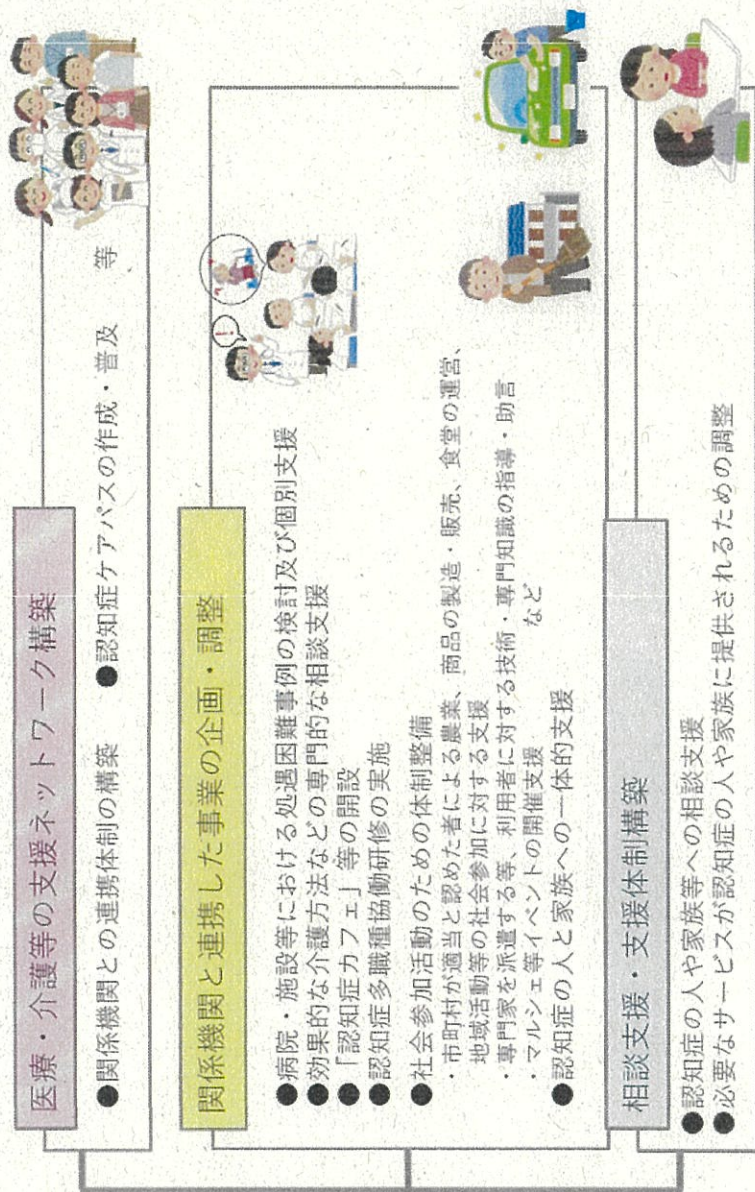 医療・介護等の支援ネットワーク構築
●関係機関との連携体制の構築　●認知症ケアパスの作成・普及　等
関係機関と連携した事業の企画・調整
●病院・施設等における処遇困難事例の検討及び個別支援
●効果的な介護方法などの専門的な相談支援
●「認知症カフェ」等の開設
●認知症多職種協働研修の実施
●社会参加活動のための体制整備
・市町村が適当と認めた者による農業、商品の製造・販売、食堂の運営、
地域活動等の社会参加に対する支援
・専門家を派遣する等、利用者に対する技術・専門知識の指導・助言
・マルシェ等イベントの開催支援　など
●認知症の人と家族への一体的支援
相談支援・支援体制構築
●認知症の人や家族等への相談支援
●必要なサービスが認知症の人や家族に提供されるための調整